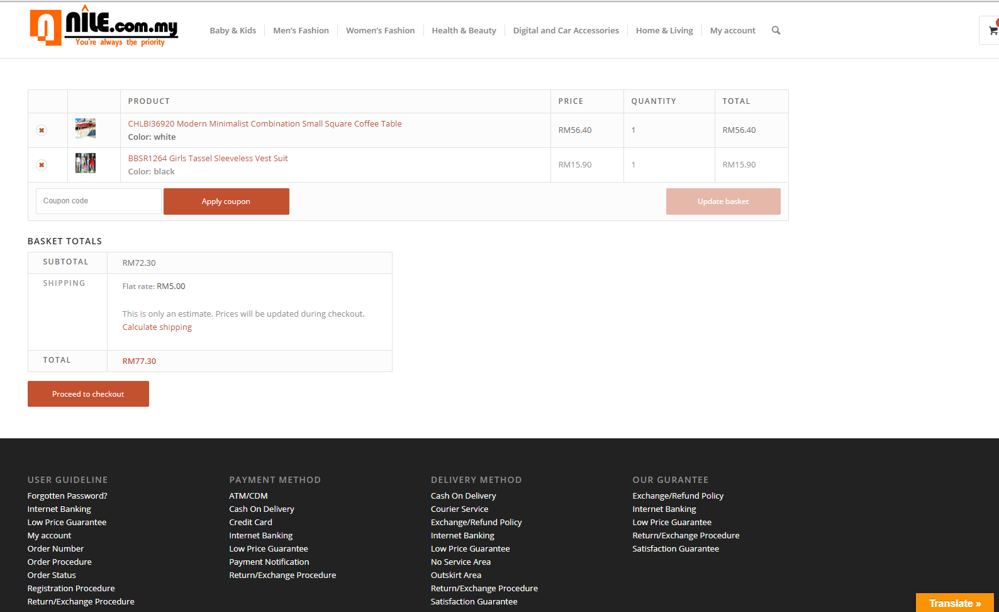 NILE.com.my
You're always the priority
Baby & Kids
Men's Fashion
Women's Fashion
Health & Beauty
Digital and Car Accessories
Home & Living
My account
PRODUCT PRICE QUANTITY TOTAL
CHLBI36920 Modern Minimalist Combination Small Square Coffee Table
Color: white
RM56.40 1 RM56.40
BBSR1264 Girls Tassel Sleeveless Vest Suit
Color: black
RM15.90 1 RM15.90
Coupon code
Apply coupon
Update basket
BASKET TOTALS
SUBTOTAL RM72.30
SHIPPING Flat rate: RM5.00
This is only an estimate. Prices will be updated during checkout.
Calculate shipping
TOTAL RM77.30
Proceed to checkout
USER GUIDELINE
Forgotten Password?
Internet Banking
Low Price Guarantee
My account
Order Number
Order Procedure
Order Status
Registration Procedure
Return/Exchange Procedure
PAYMENT METHOD
ATM/CDM
Cash On Delivery
Credit Card
Internet Banking
Low Price Guarantee
Payment Notification
Return/Exchange Procedure
DELIVERY METHOD
Cash On Delivery
Courier Service
Exchange/Refund Policy
Internet Banking
Low Price Guarantee
No Service Area
Outskirt Area
Return/Exchange Procedure
Satisfaction Guarantee
OUR GURANTEE
Exchange/Refund Policy
Internet Banking
Low Price Guarantee
Return/Exchange Procedure
Satisfaction Guarantee
Translate »